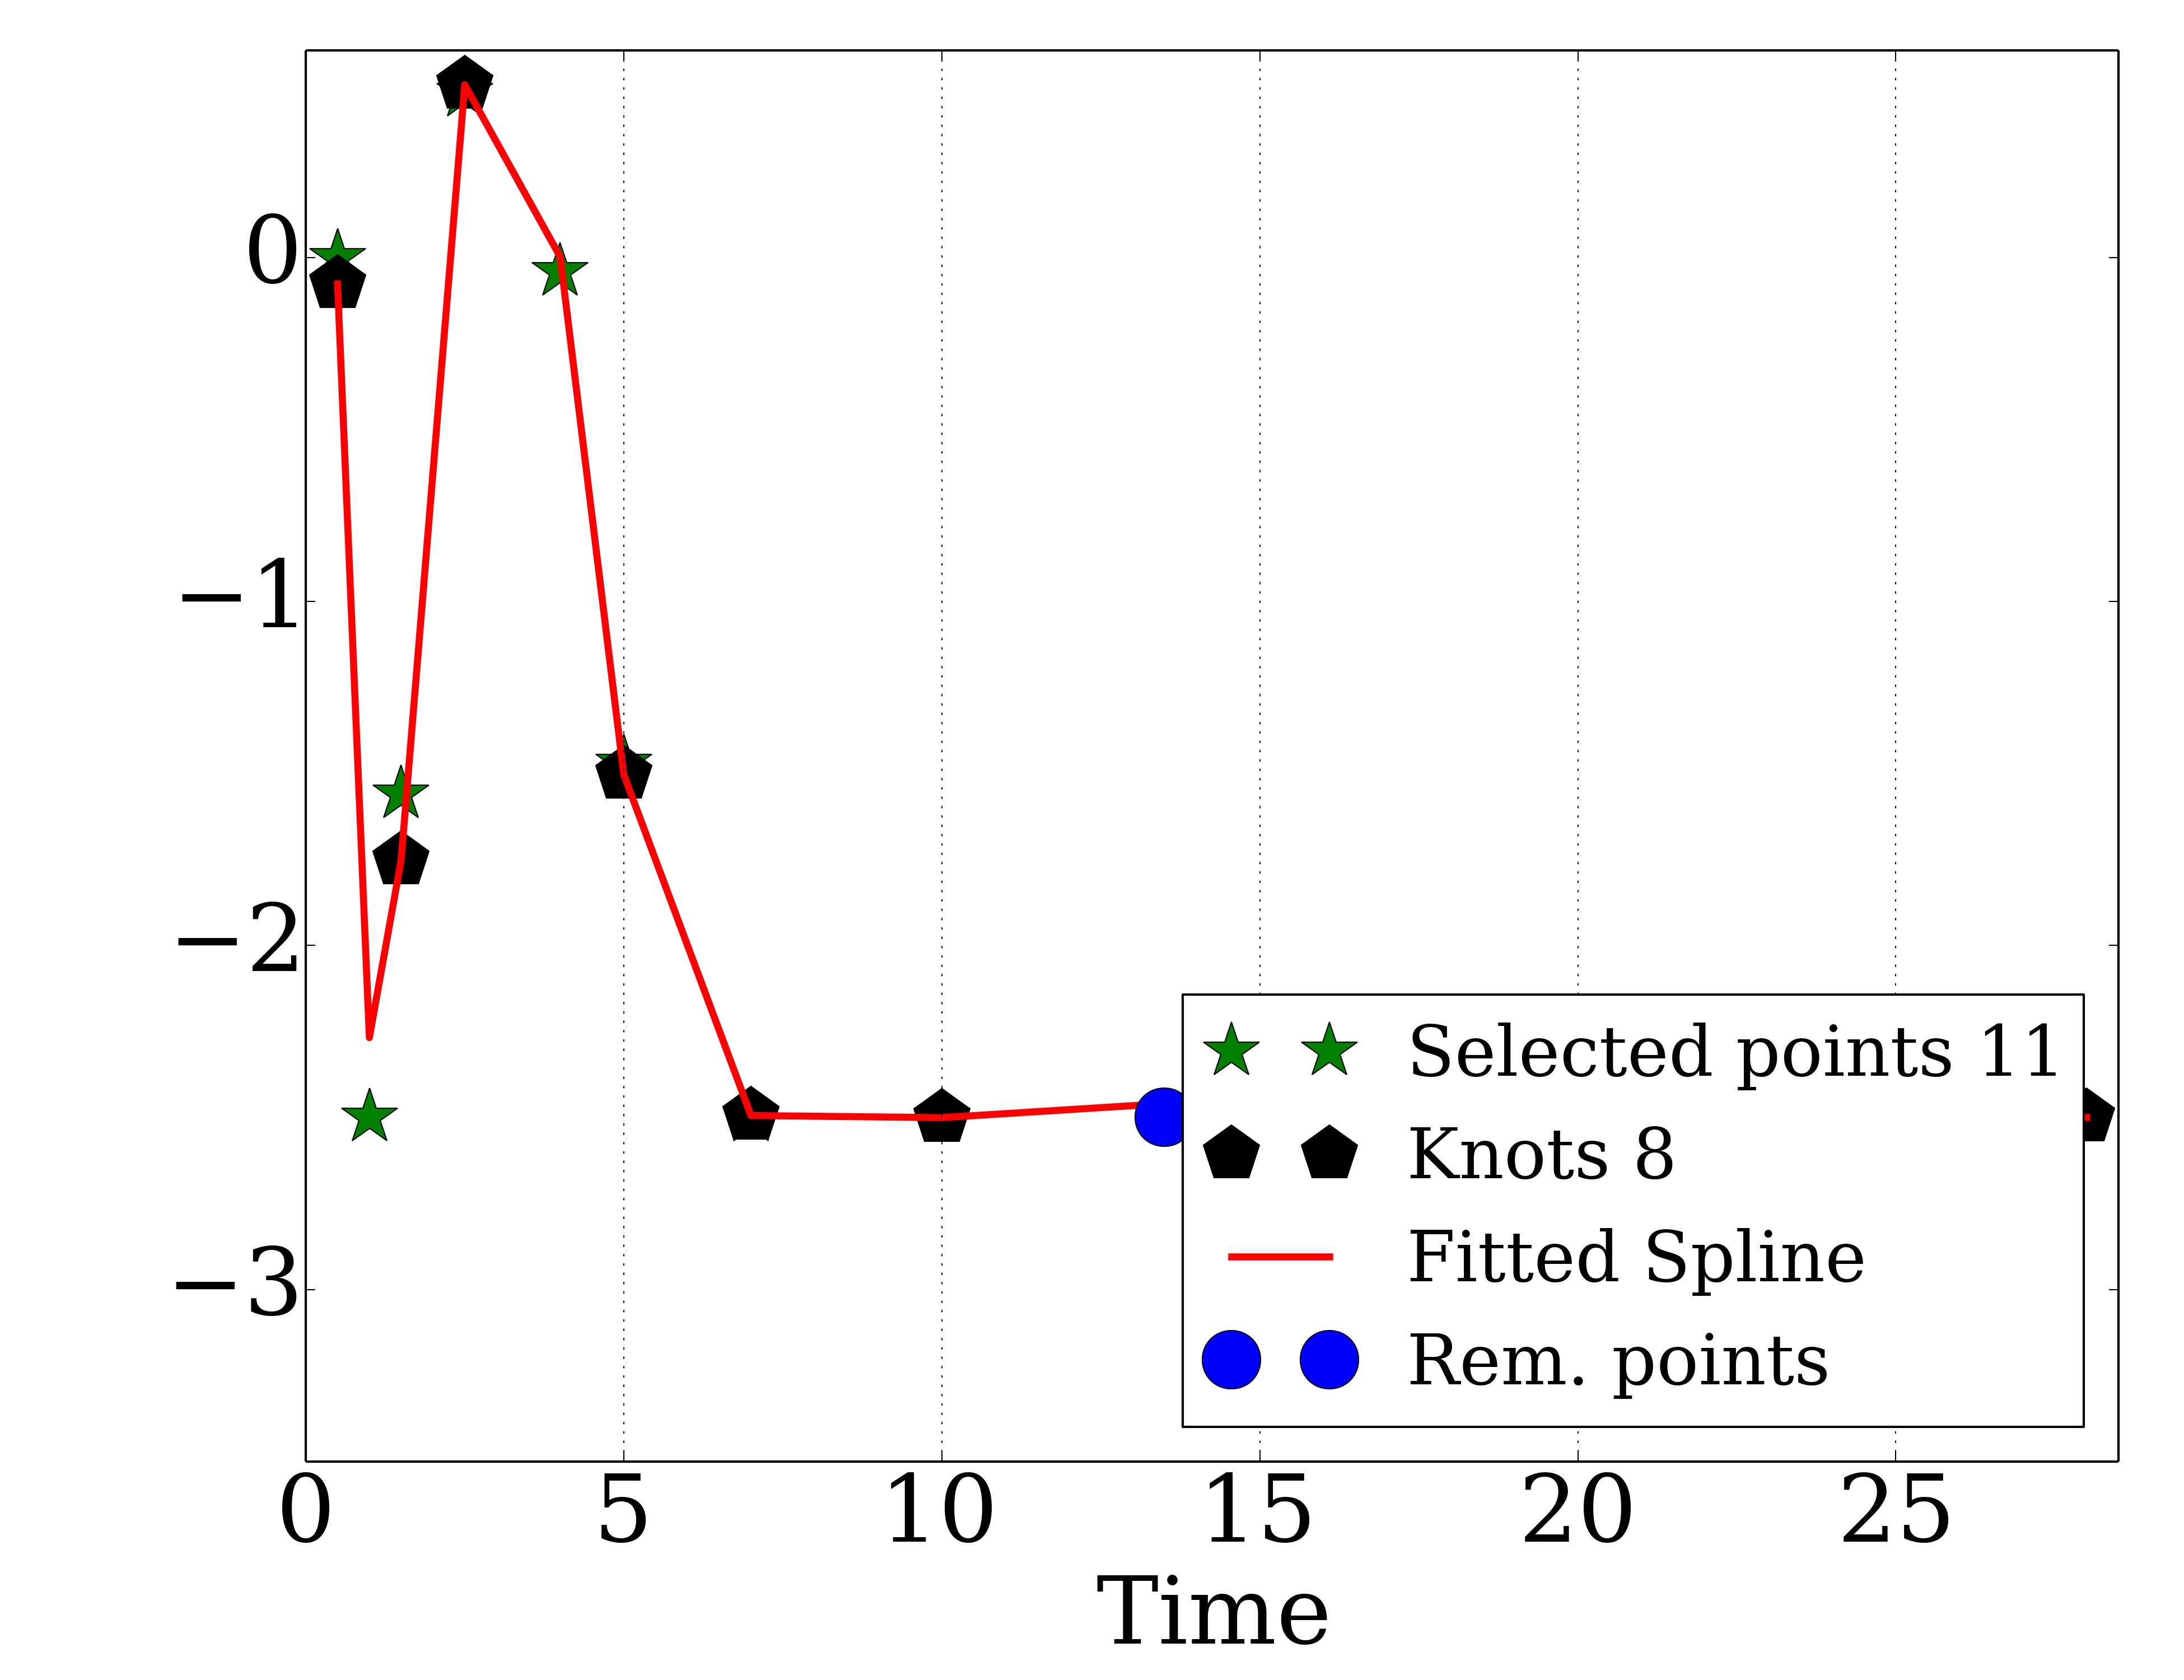 0
−1
−2
−3
Selected points 11
Knots 8
Fitted Spline
Rem. points
0 5 10 15 20 25
Time